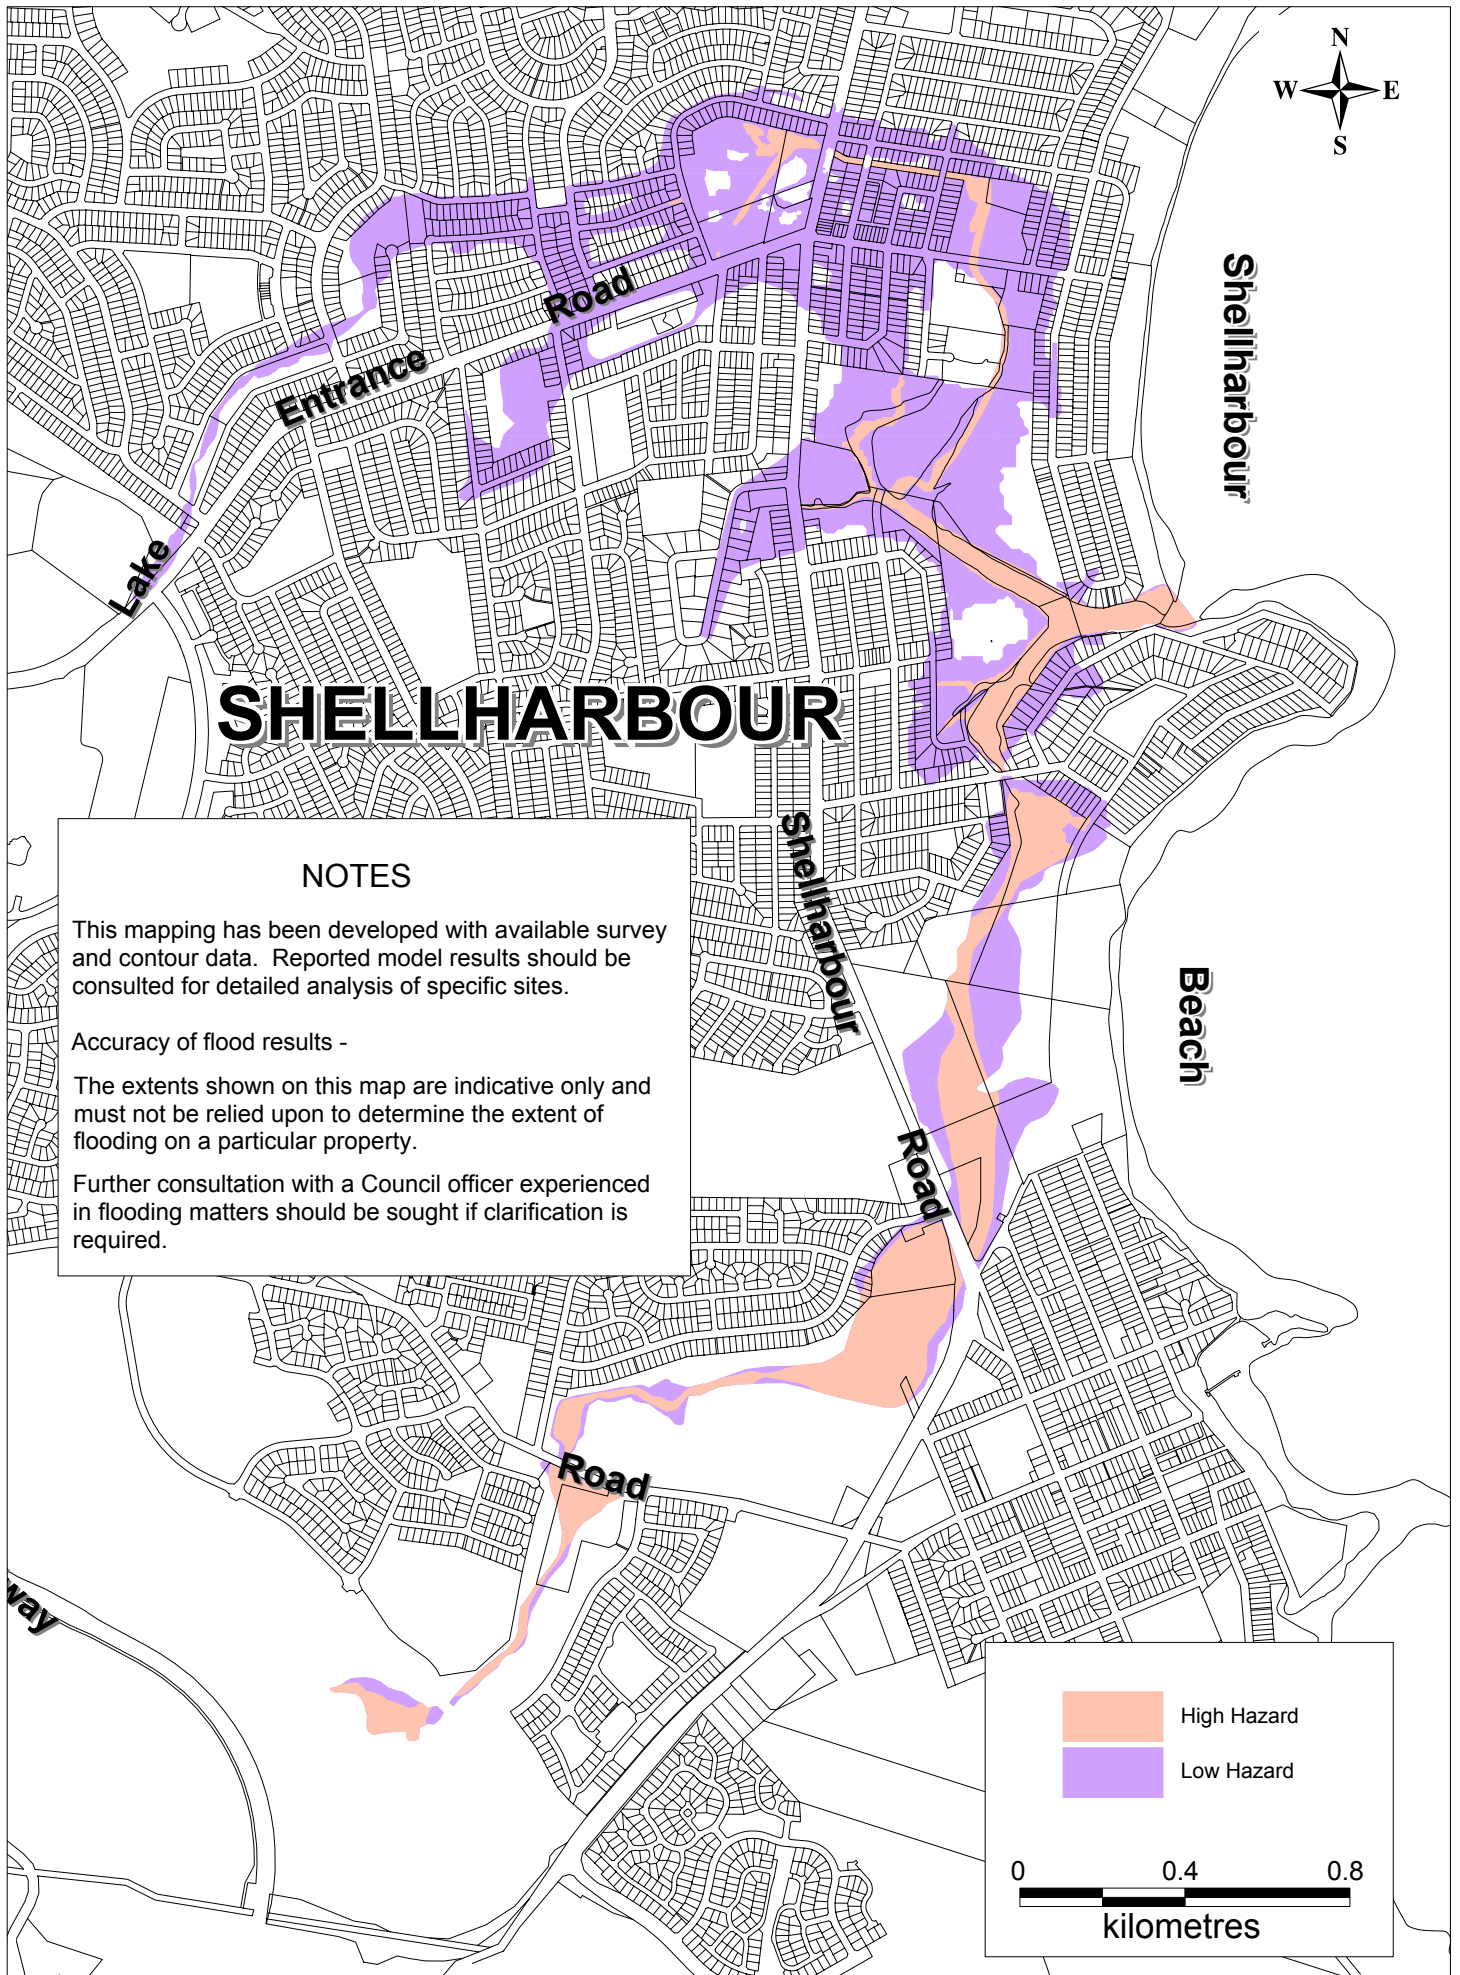 N
W E
S
Shellharbour
Road
Entrance
Lake
SHELLHARBOUR
Shellharbour
NOTES
This mapping has been developed with available survey
and contour data. Reported model results should be
consulted for detailed analysis of specific sites.
Accuracy of flood results -
The extents shown on this map are indicative only and
must not be relied upon to determine the extent of
flooding on a particular property.
Further consultation with a Council officer experienced
in flooding matters should be sought if clarification is
required.
Beach
Road
Road
way
High Hazard
Low Hazard
0 0.4 0.8
kilometres